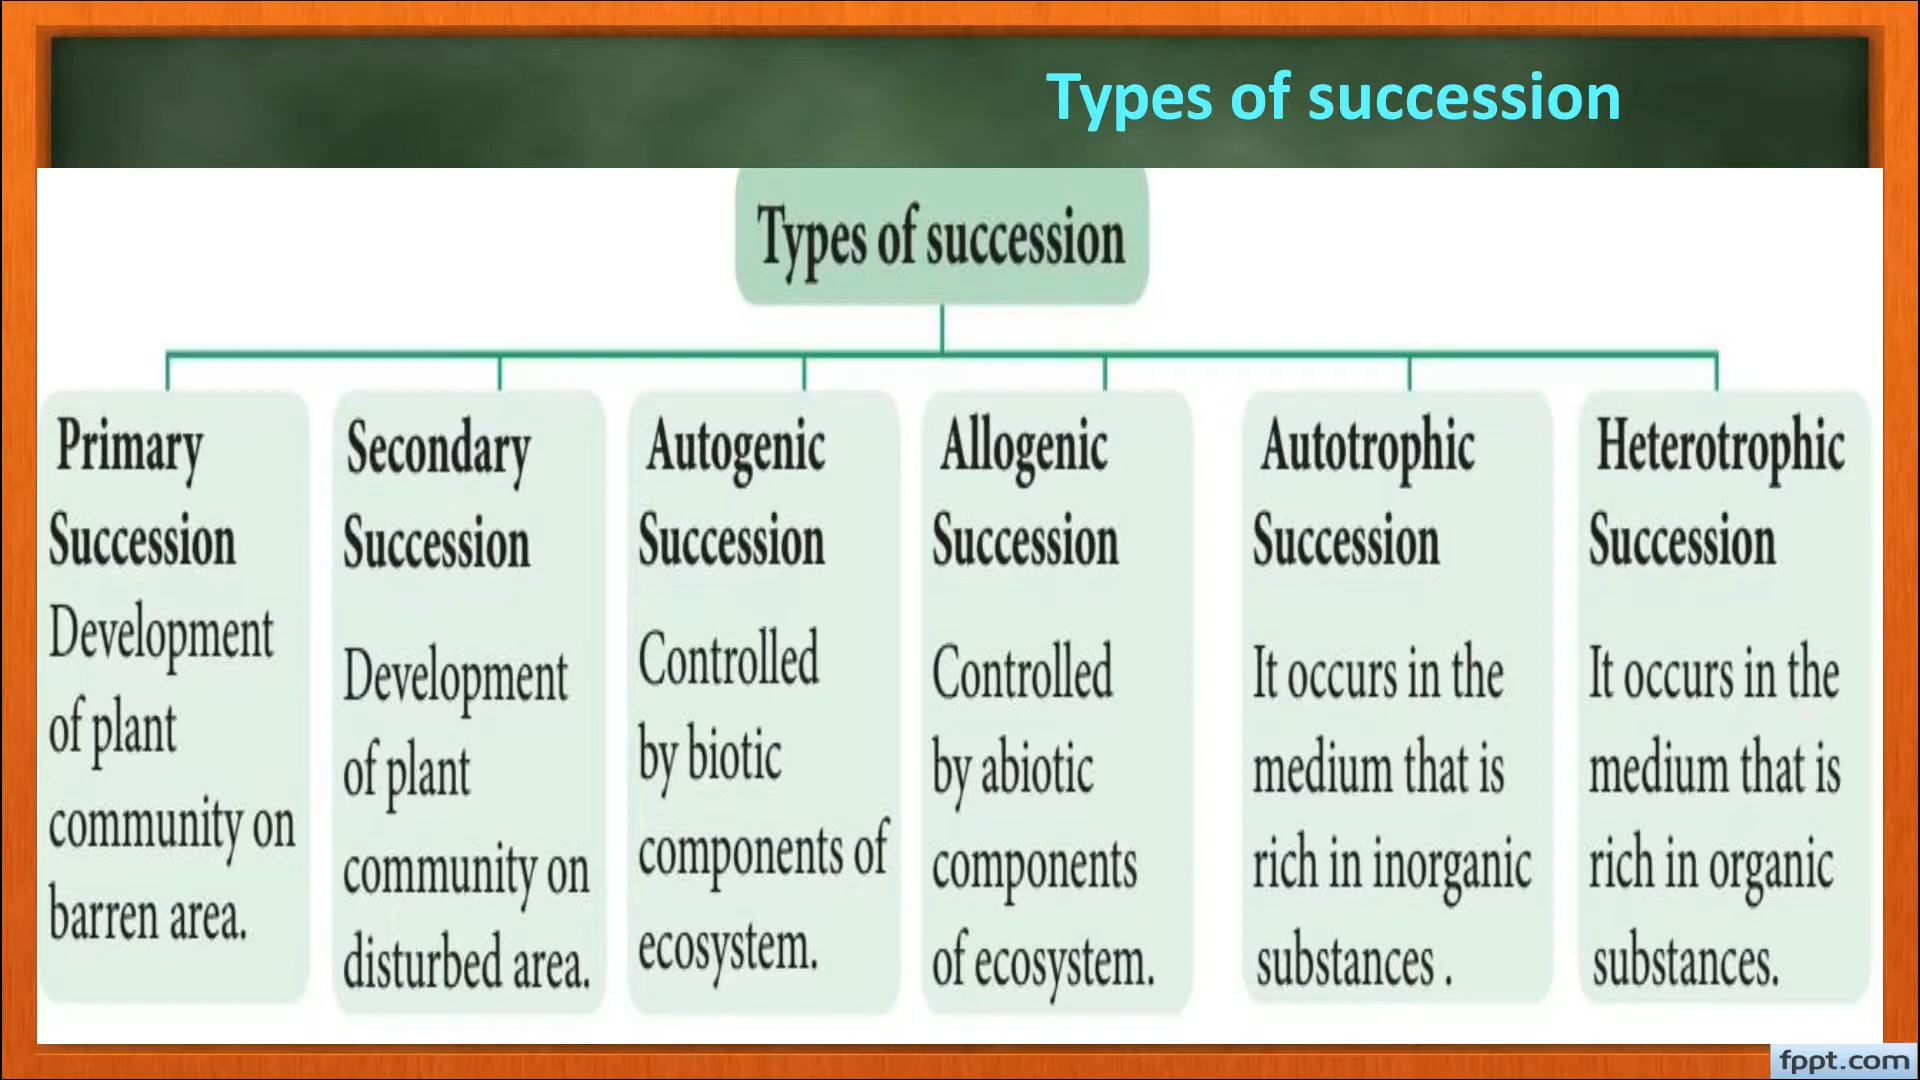 Types of succession
Types of succession
Primary
Succession
Development
of plant
community on
barren area.
Secondary
Succession
Development
of plant
community on
disturbed area.
Autogenic
Succession
Controlled
by biotic
components of
ecosystem.
Allogenic
Succession
Controlled
by abiotic
components
of ecosystem.
Autotrophic
Succession
It occurs in the
medium that is
rich in inorganic
substances .
Heterotrophic
Succession
It occurs in the
medium that is
rich in organic
substances.
fppt.com